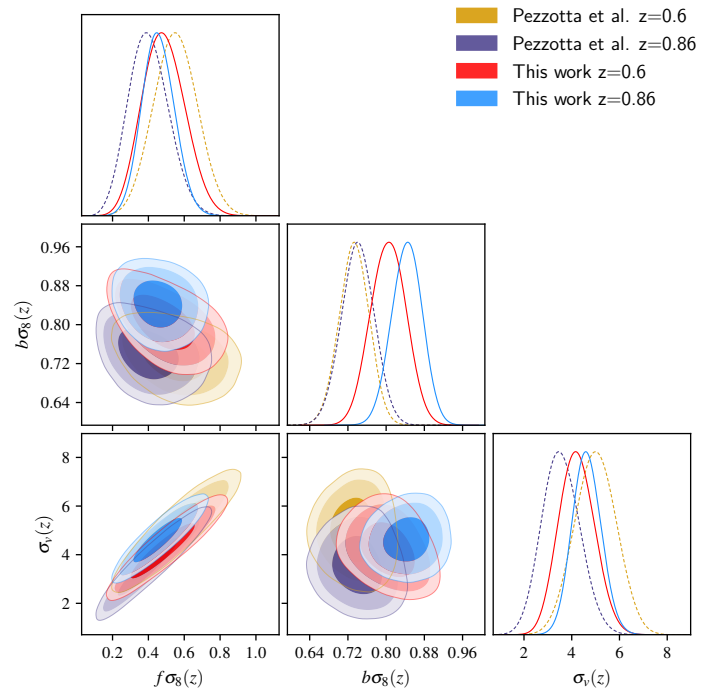 Pezzotta et al. z=0.6
Pezzotta et al. z=0.86
This work z=0.6
This work z=0.86
0.96
0.88
0.80
0.72
0.64
bσ₈(z)
8
6
4
2
σᵥ(z)
0.2 0.4 0.6 0.8 1.0
fσ₈(z)
0.64 0.72 0.80 0.88 0.96
bσ₈(z)
2 4 6 8
σᵥ(z)